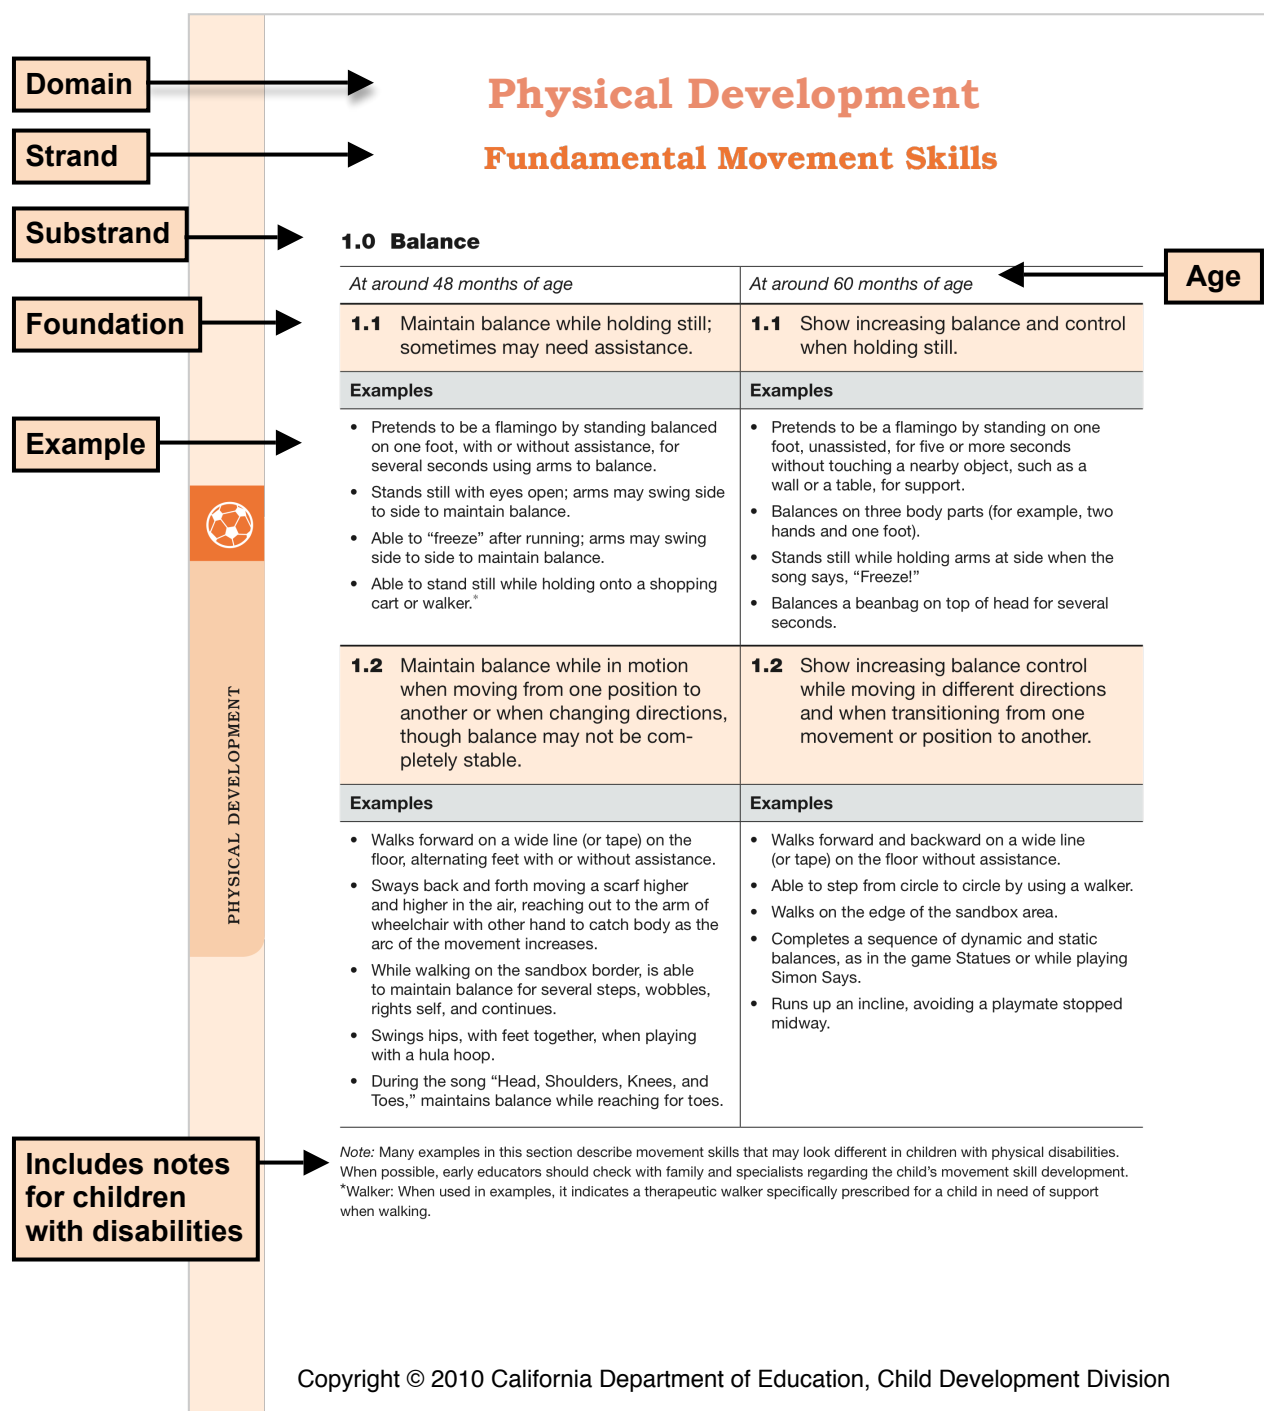 Domain
Physical Development
Strand
Fundamental Movement Skills
Substrand
1.0 Balance
Age
At around 48 months of age
At around 60 months of age
Foundation
1.1 Maintain balance while holding still;
sometimes may need assistance.
1.1 Show increasing balance and control
when holding still.
Examples
Examples
Example
• Pretends to be a flamingo by standing balanced
on one foot, with or without assistance, for
several seconds using arms to balance.
• Stands still with eyes open; arms may swing side
to side to maintain balance.
• Able to “freeze” after running; arms may swing
side to side to maintain balance.
• Able to stand still while holding onto a shopping
cart or walker.*
• Pretends to be a flamingo by standing on one
foot, unassisted, for five or more seconds
without touching a nearby object, such as a
wall or a table, for support.
• Balances on three body parts (for example, two
hands and one foot).
• Stands still while holding arms at side when the
song says, “Freeze!”
• Balances a beanbag on top of head for several
seconds.
1.2 Maintain balance while in motion
when moving from one position to
another or when changing directions,
though balance may not be com-
pletely stable.
1.2 Show increasing balance control
while moving in different directions
and when transitioning from one
movement or position to another.
PHYSICAL DEVELOPMENT
Examples
Examples
• Walks forward on a wide line (or tape) on the
floor, alternating feet with or without assistance.
• Sways back and forth moving a scarf higher
and higher in the air, reaching out to the arm of
wheelchair with other hand to catch body as the
arc of the movement increases.
• While walking on the sandbox border, is able
to maintain balance for several steps, wobbles,
rights self, and continues.
• Swings hips, with feet together, when playing
with a hula hoop.
• During the song “Head, Shoulders, Knees, and
Toes,” maintains balance while reaching for toes.
• Walks forward and backward on a wide line
(or tape) on the floor without assistance.
• Able to step from circle to circle by using a walker.
• Walks on the edge of the sandbox area.
• Completes a sequence of dynamic and static
balances, as in the game Statues or while playing
Simon Says.
• Runs up an incline, avoiding a playmate stopped
midway.
Includes notes
for children
with disabilities
Note: Many examples in this section describe movement skills that may look different in children with physical disabilities.
When possible, early educators should check with family and specialists regarding the child’s movement skill development.
*Walker: When used in examples, it indicates a therapeutic walker specifically prescribed for a child in need of support
when walking.
Copyright © 2010 California Department of Education, Child Development Division